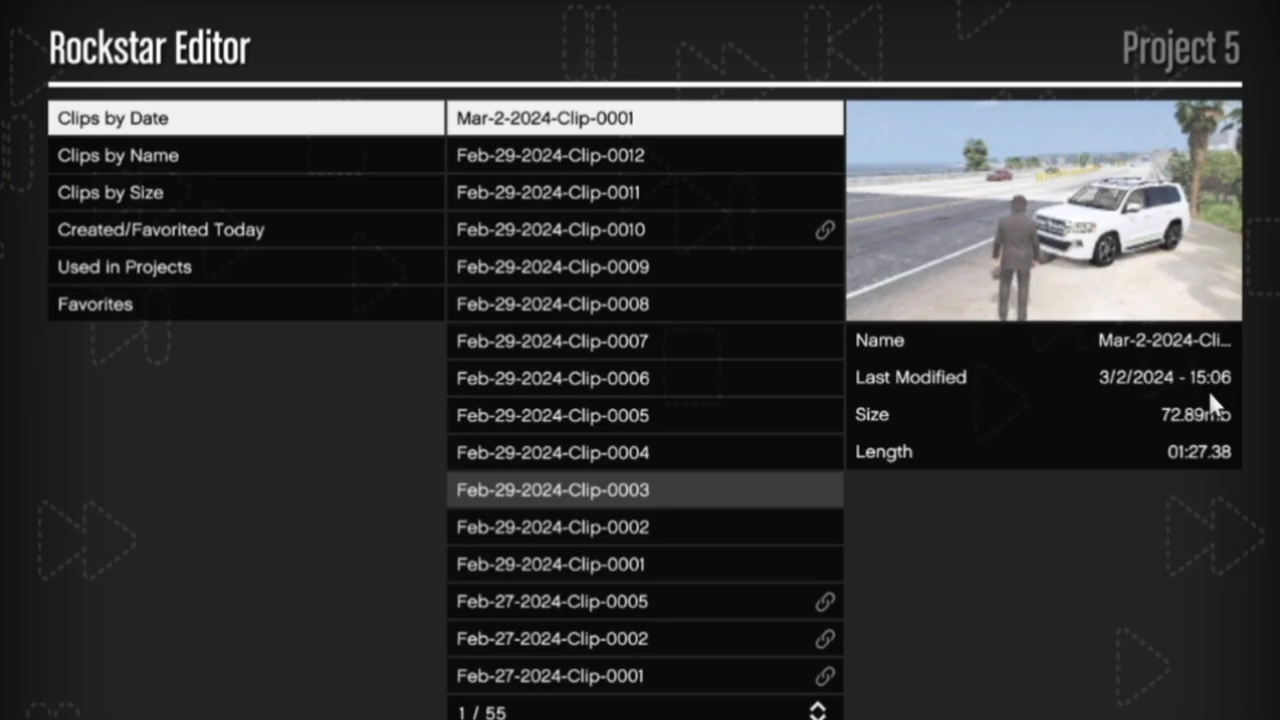 Rockstar Editor
Project 5
Clips by Date
Clips by Name
Clips by Size
Created/Favorited Today
Used in Projects
Favorites
Mar-2-2024-Clip-0001
Feb-29-2024-Clip-0012
Feb-29-2024-Clip-0011
Feb-29-2024-Clip-0010
Feb-29-2024-Clip-0009
Feb-29-2024-Clip-0008
Feb-29-2024-Clip-0007
Feb-29-2024-Clip-0006
Feb-29-2024-Clip-0005
Feb-29-2024-Clip-0004
Feb-29-2024-Clip-0003
Feb-29-2024-Clip-0002
Feb-29-2024-Clip-0001
Feb-27-2024-Clip-0005
Feb-27-2024-Clip-0002
Feb-27-2024-Clip-0001
1 / 55
Name Mar-2-2024-Cli...
Last Modified 3/2/2024 - 15:06
Size 72.89mb
Length 01:27.38